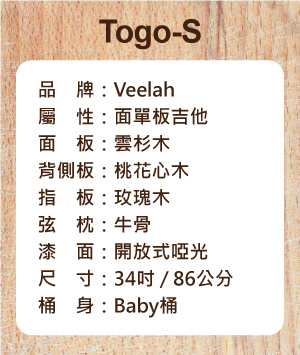 Togo-S
品　牌：Veelah
屬　性：面單板吉他
面　板：雲杉木
背側板：桃花心木
指　板：玫瑰木
弦　枕：牛骨
漆　面：開放式啞光
尺　寸：34吋 / 86公分
桶　身：Baby桶